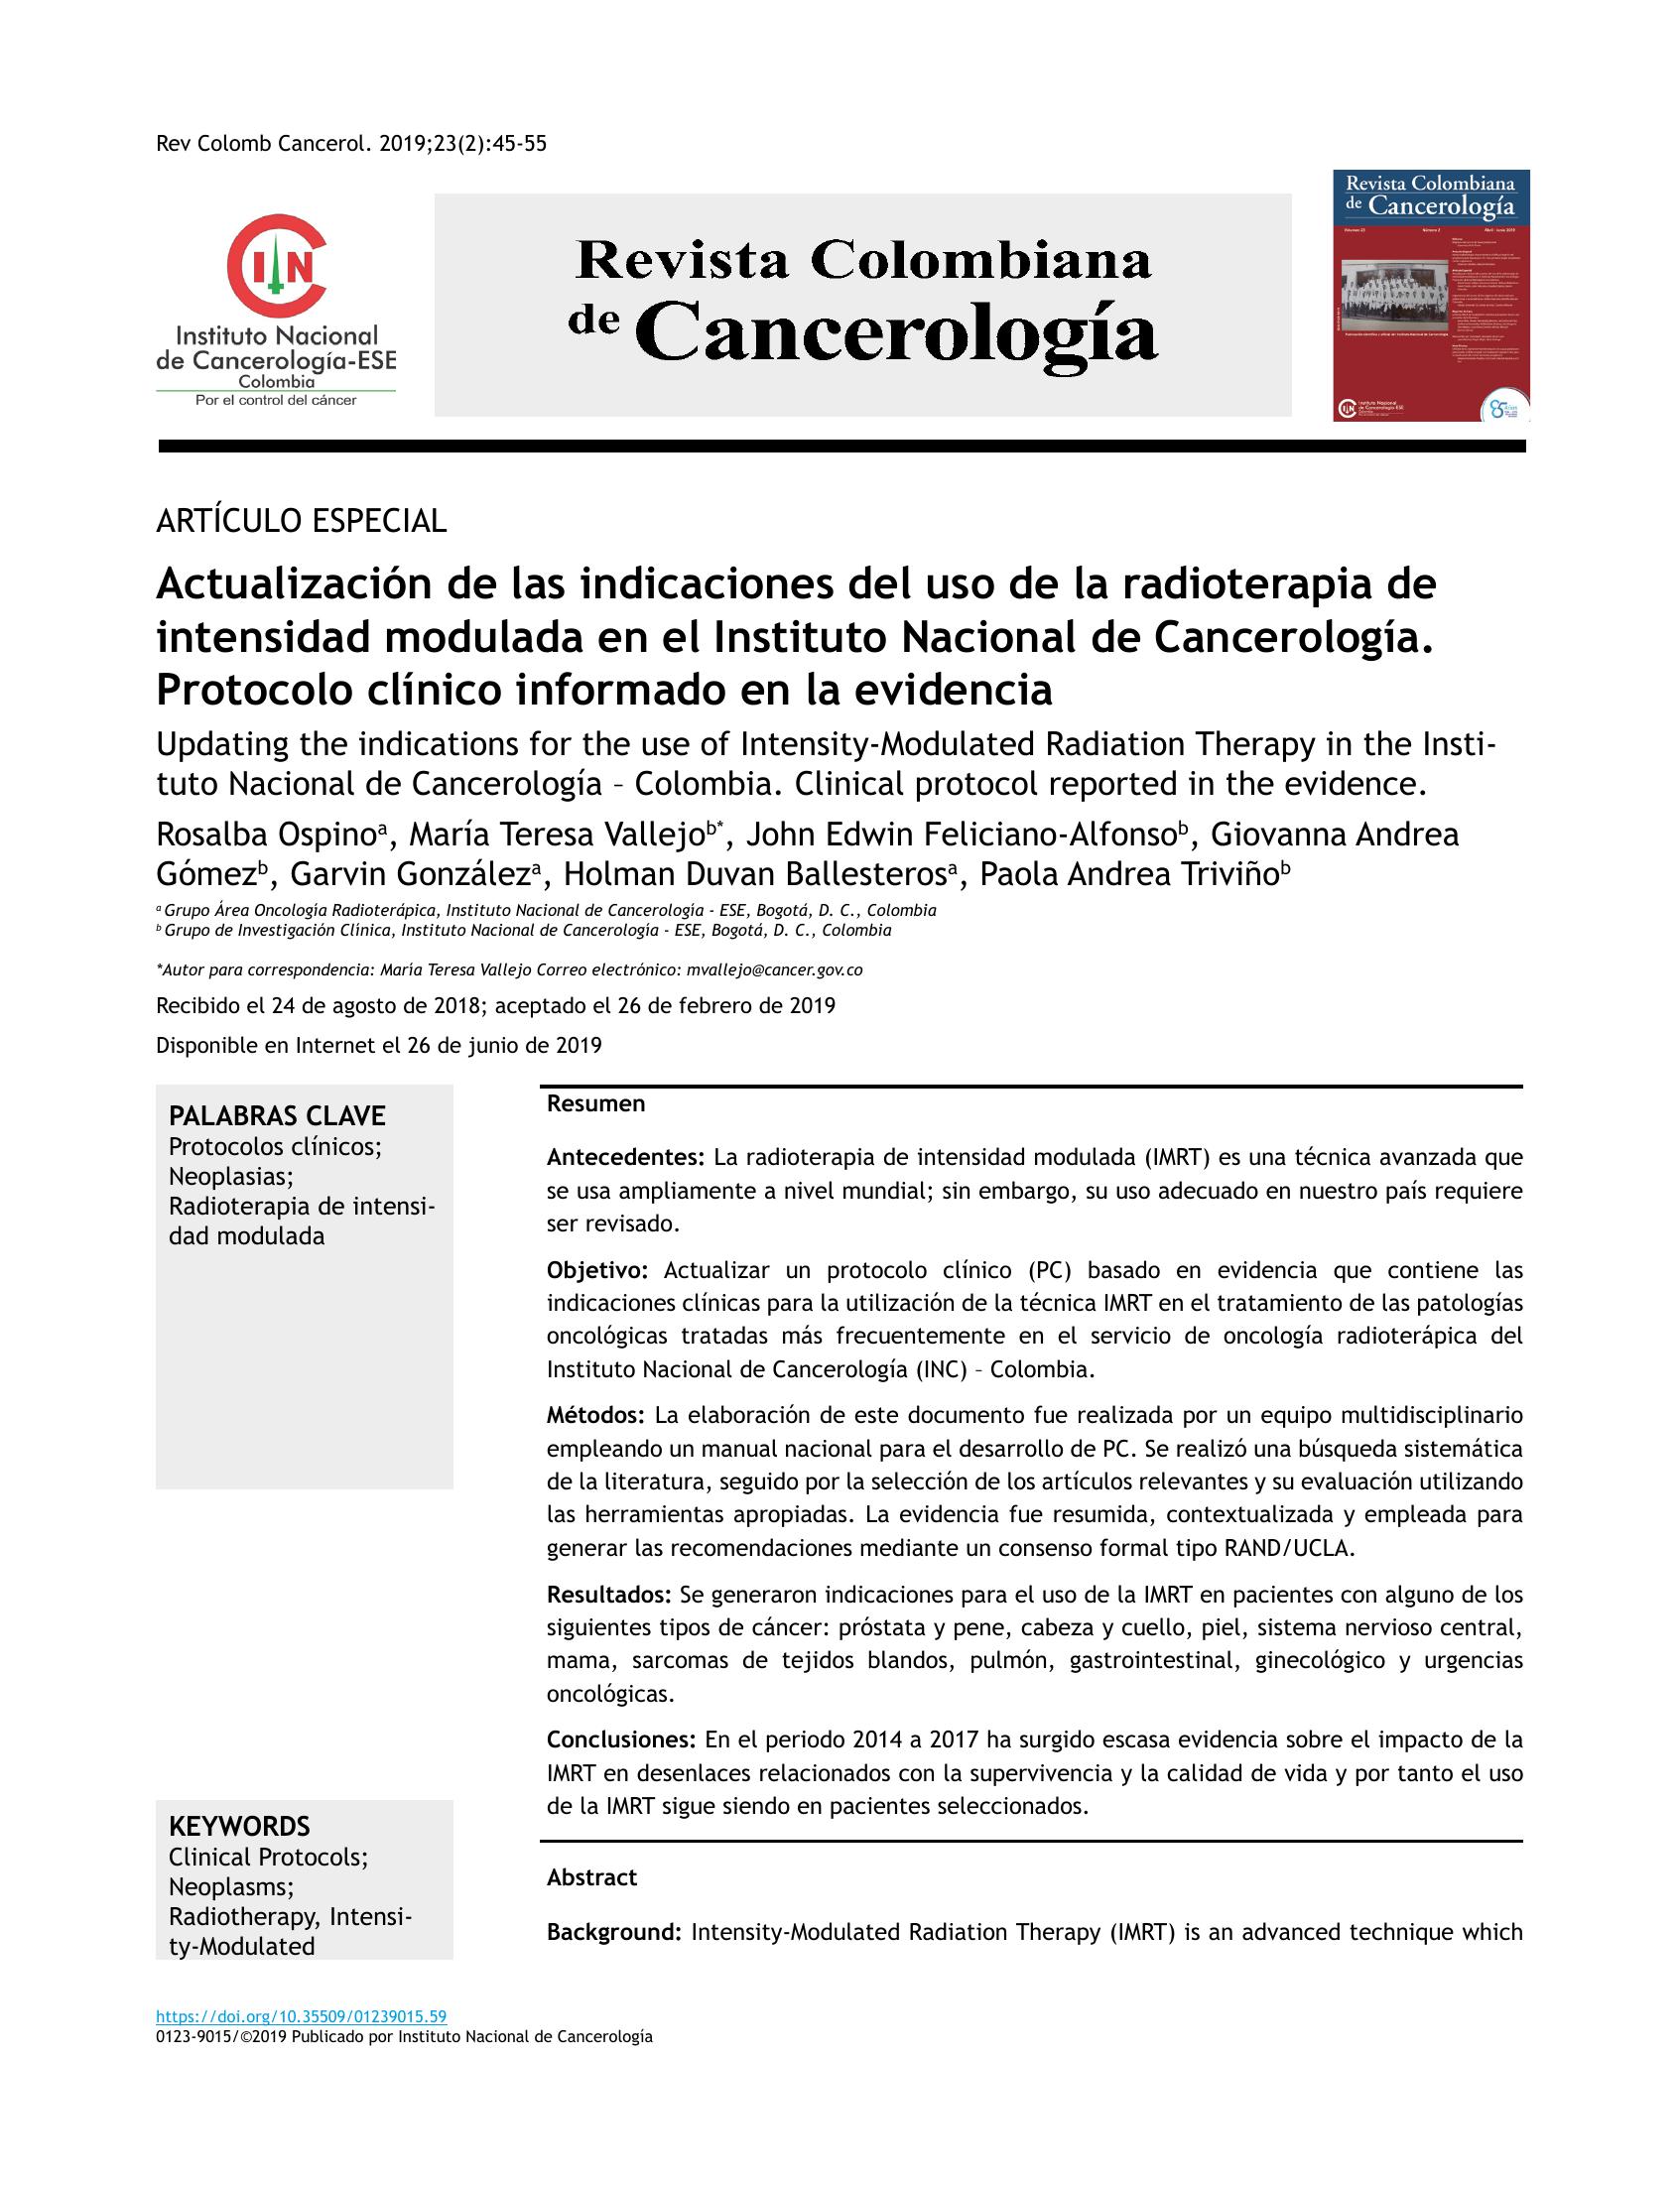 Rev Colomb Cancerol. 2019;23(2):45-55
Instituto Nacional
de Cancerología-ESE
Colombia
Por el control del cáncer
Revista Colombiana
de Cancerología
Revista Colombiana
de Cancerología
ARTÍCULO ESPECIAL
Actualización de las indicaciones del uso de la radioterapia de
intensidad modulada en el Instituto Nacional de Cancerología.
Protocolo clínico informado en la evidencia
Updating the indications for the use of Intensity-Modulated Radiation Therapy in the Insti-
tuto Nacional de Cancerología – Colombia. Clinical protocol reported in the evidence.
Rosalba Ospinoa, María Teresa Vallejob*, John Edwin Feliciano-Alfonsob, Giovanna Andrea
Gómezb, Garvin Gonzáleza, Holman Duvan Ballesterosa, Paola Andrea Triviñob
a Grupo Área Oncología Radioterápica, Instituto Nacional de Cancerología - ESE, Bogotá, D. C., Colombia
b Grupo de Investigación Clínica, Instituto Nacional de Cancerología - ESE, Bogotá, D. C., Colombia
*Autor para correspondencia: María Teresa Vallejo Correo electrónico: mvallejo@cancer.gov.co
Recibido el 24 de agosto de 2018; aceptado el 26 de febrero de 2019
Disponible en Internet el 26 de junio de 2019
PALABRAS CLAVE
Protocolos clínicos;
Neoplasias;
Radioterapia de intensi-
dad modulada
Resumen
Antecedentes: La radioterapia de intensidad modulada (IMRT) es una técnica avanzada que
se usa ampliamente a nivel mundial; sin embargo, su uso adecuado en nuestro país requiere
ser revisado.
Objetivo: Actualizar un protocolo clínico (PC) basado en evidencia que contiene las
indicaciones clínicas para la utilización de la técnica IMRT en el tratamiento de las patologías
oncológicas tratadas más frecuentemente en el servicio de oncología radioterápica del
Instituto Nacional de Cancerología (INC) – Colombia.
Métodos: La elaboración de este documento fue realizada por un equipo multidisciplinario
empleando un manual nacional para el desarrollo de PC. Se realizó una búsqueda sistemática
de la literatura, seguido por la selección de los artículos relevantes y su evaluación utilizando
las herramientas apropiadas. La evidencia fue resumida, contextualizada y empleada para
generar las recomendaciones mediante un consenso formal tipo RAND/UCLA.
Resultados: Se generaron indicaciones para el uso de la IMRT en pacientes con alguno de los
siguientes tipos de cáncer: próstata y pene, cabeza y cuello, piel, sistema nervioso central,
mama, sarcomas de tejidos blandos, pulmón, gastrointestinal, ginecológico y urgencias
oncológicas.
Conclusiones: En el periodo 2014 a 2017 ha surgido escasa evidencia sobre el impacto de la
IMRT en desenlaces relacionados con la supervivencia y la calidad de vida y por tanto el uso
de la IMRT sigue siendo en pacientes seleccionados.
KEYWORDS
Clinical Protocols;
Neoplasms;
Radiotherapy, Intensi-
ty-Modulated
Abstract
Background: Intensity-Modulated Radiation Therapy (IMRT) is an advanced technique which
https://doi.org/10.35509/01239015.59
0123-9015/©2019 Publicado por Instituto Nacional de Cancerología